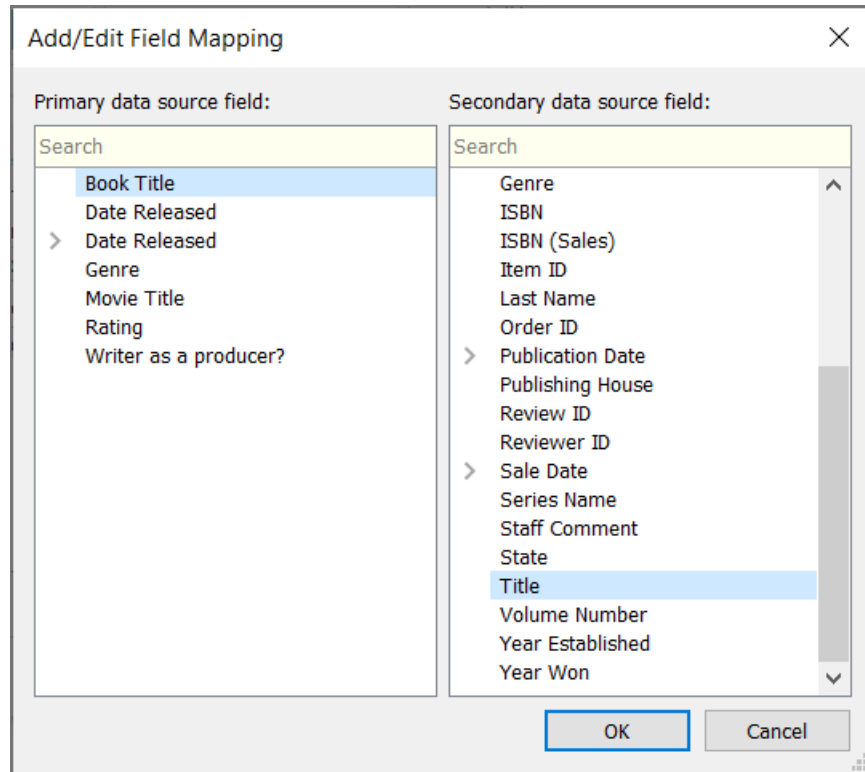 Add/Edit Field Mapping
Primary data source field:
Search
Book Title
Date Released
Date Released
Genre
Movie Title
Rating
Writer as a producer?
Secondary data source field:
Search
Genre
ISBN
ISBN (Sales)
Item ID
Last Name
Order ID
Publication Date
Publishing House
Review ID
Reviewer ID
Sale Date
Series Name
Staff Comment
State
Title
Volume Number
Year Established
Year Won
OK
Cancel